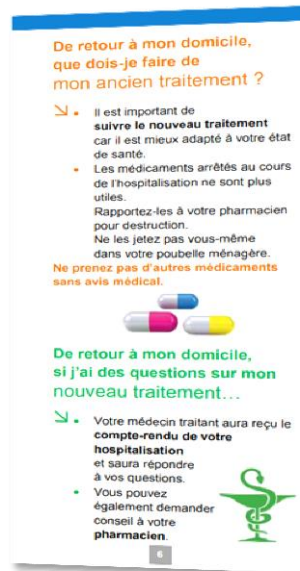 De retour à mon domicile,
que dois-je faire de
mon ancien traitement ?
• Il est important de
suivre le nouveau traitement
car il est mieux adapté à votre état
de santé.
• Les médicaments arrêtés au cours
de l'hospitalisation ne sont plus
utiles.
Rapportez-les à votre pharmacien
pour destruction.
Ne les jetez pas vous-même
dans votre poubelle ménagère.
Ne prenez pas d'autres médicaments
sans avis médical.
De retour à mon domicile,
si j'ai des questions sur mon
nouveau traitement...
• Votre médecin traitant aura reçu le
compte-rendu de votre
hospitalisation
et saura répondre
à vos questions.
• Vous pouvez
également demander
conseil à votre
pharmacien.
6